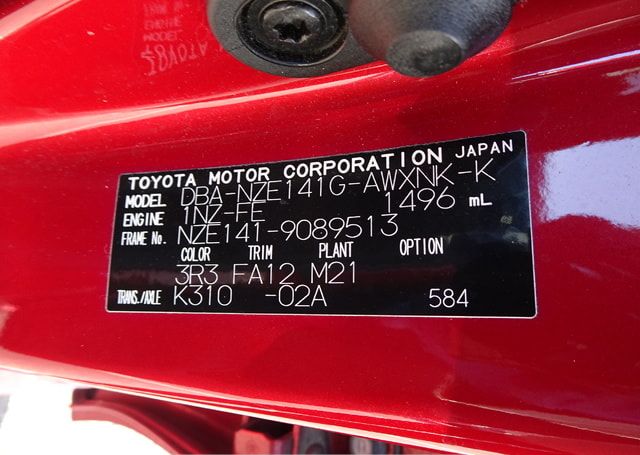 TOYOTA MOTOR CORPORATION JAPAN
MODEL DBA-NZE141G-AWXNK-K
ENGINE 1NZ-FE 1496 mL
FRAME No. NZE141-9089513
COLOR TRIM PLANT OPTION
3R3 FA12 M21
TRANS./AXLE K310 -02A 584